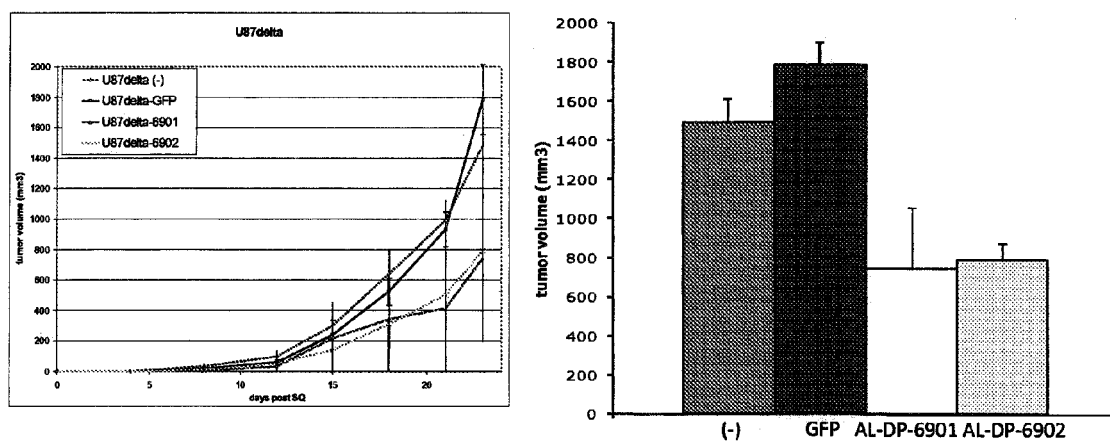 U87delta
2000
1800
1600
1400
1200
1000
800
600
400
200
0
tumor volume (mm3)
U87delta (-)
U87delta-GFP
U87delta-6901
U87delta-6902
0 5 10 15 20
days post SQ
2000
1800
1600
1400
1200
1000
800
600
400
200
0
tumor volume (mm3)
(-) GFP AL-DP-6901 AL-DP-6902